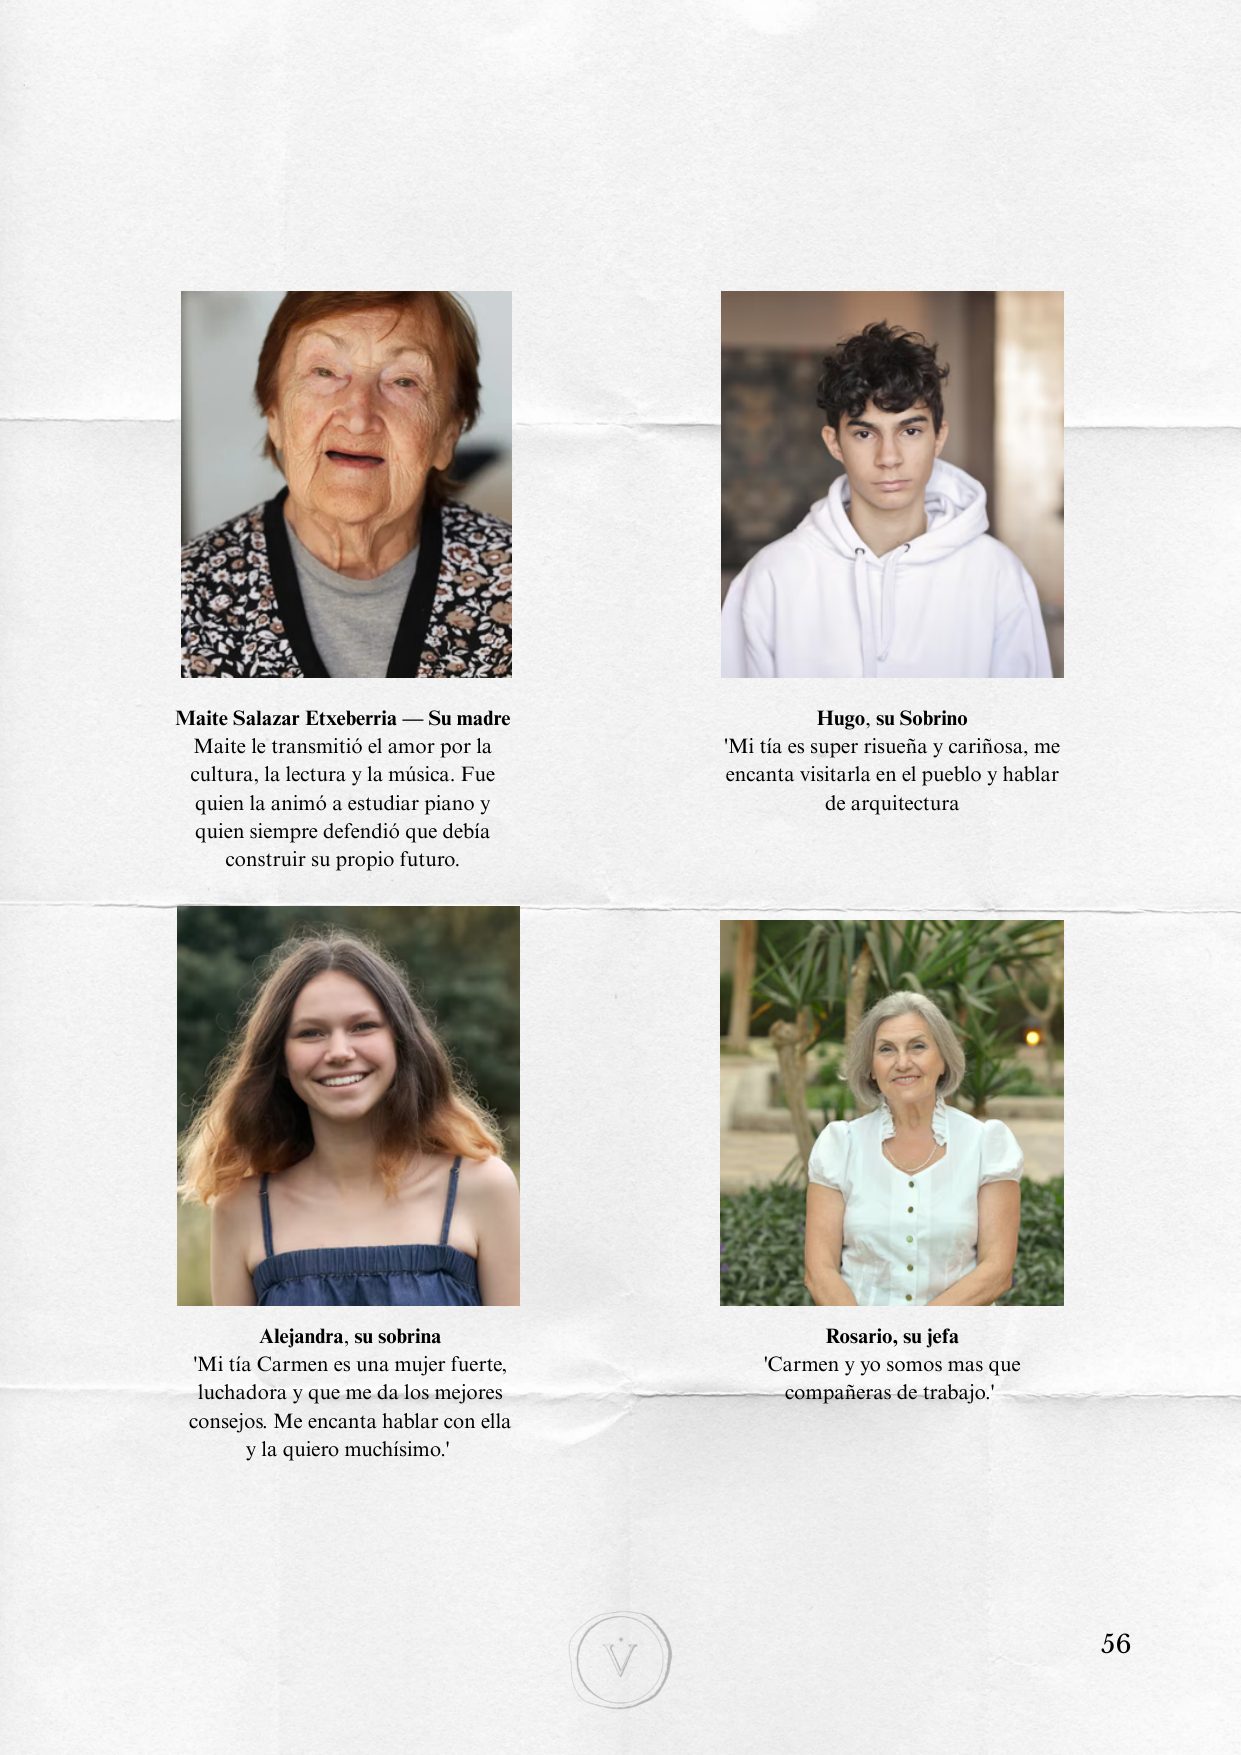 Maite Salazar Etxeberria — Su madre
Maite le transmitió el amor por la
cultura, la lectura y la música. Fue
quien la animó a estudiar piano y
quien siempre defendió que debía
construir su propio futuro.
Hugo, su Sobrino
'Mi tía es super risueña y cariñosa, me
encanta visitarla en el pueblo y hablar
de arquitectura
Alejandra, su sobrina
'Mi tía Carmen es una mujer fuerte,
luchadora y que me da los mejores
consejos. Me encanta hablar con ella
y la quiero muchísimo.'
Rosario, su jefa
'Carmen y yo somos mas que
compañeras de trabajo.'
V
56